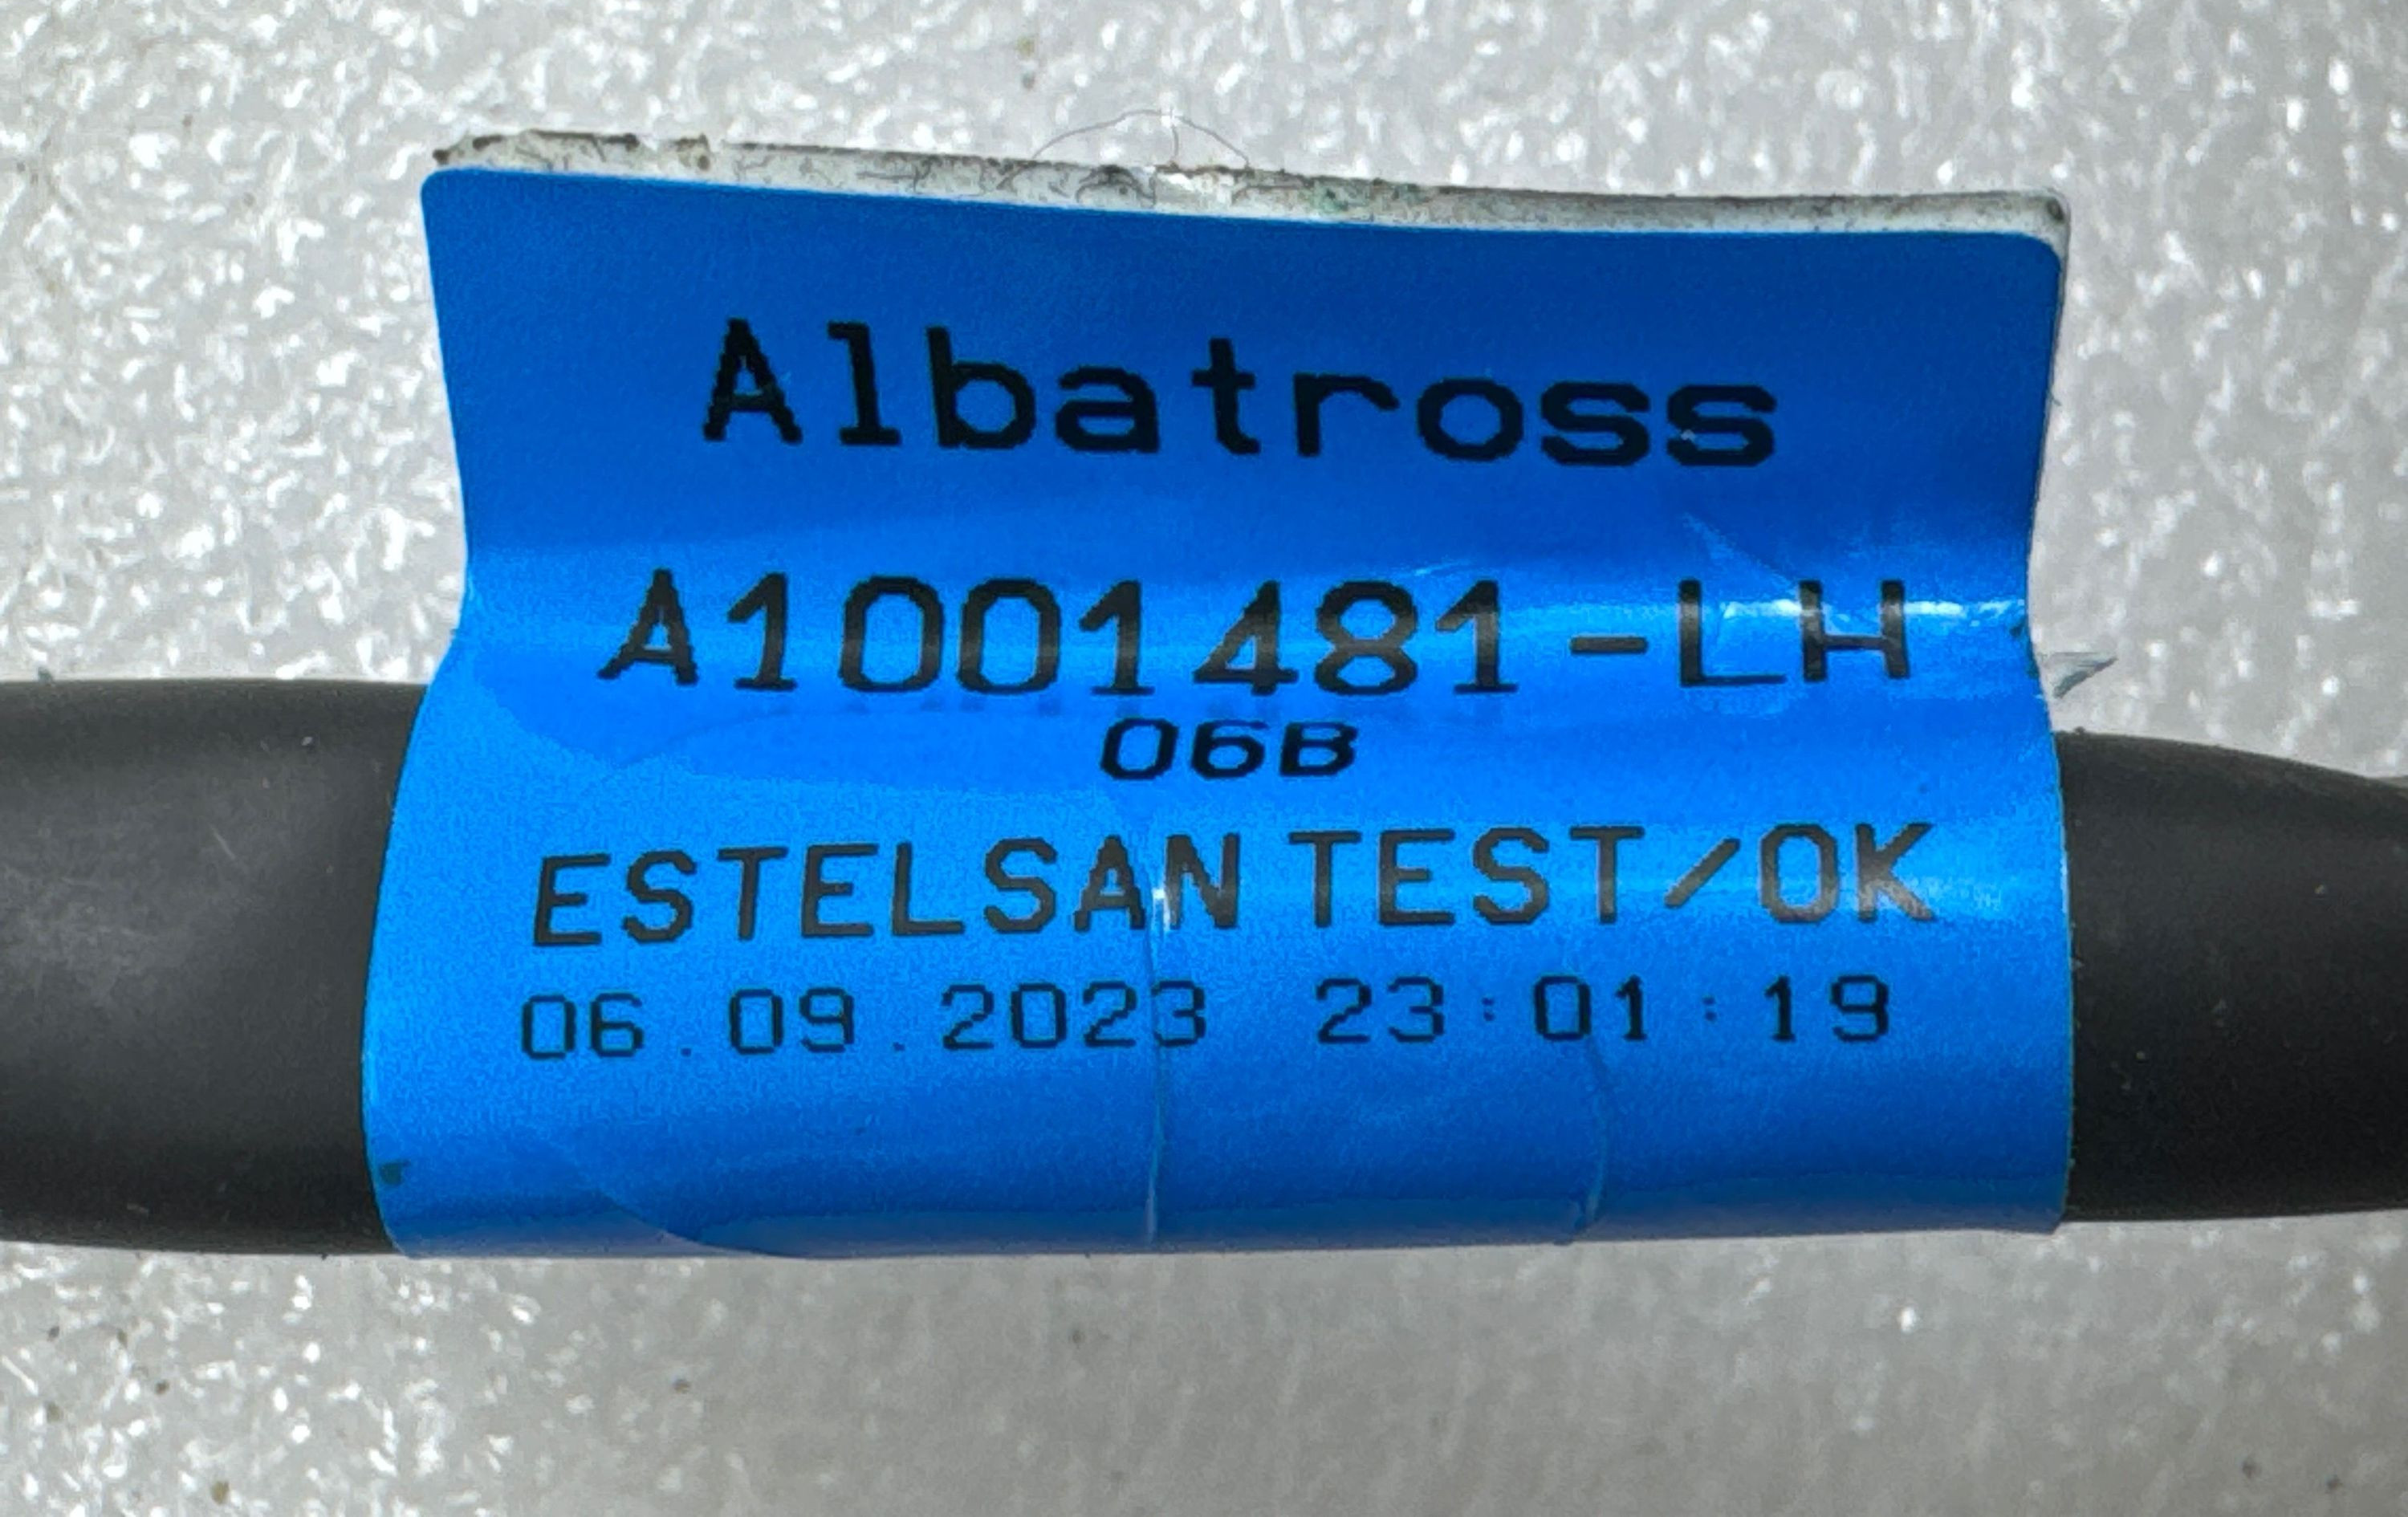 Albatross
A1001481-LH
06B
ESTELSAN TEST/OK
06.09.2023 23:01:19